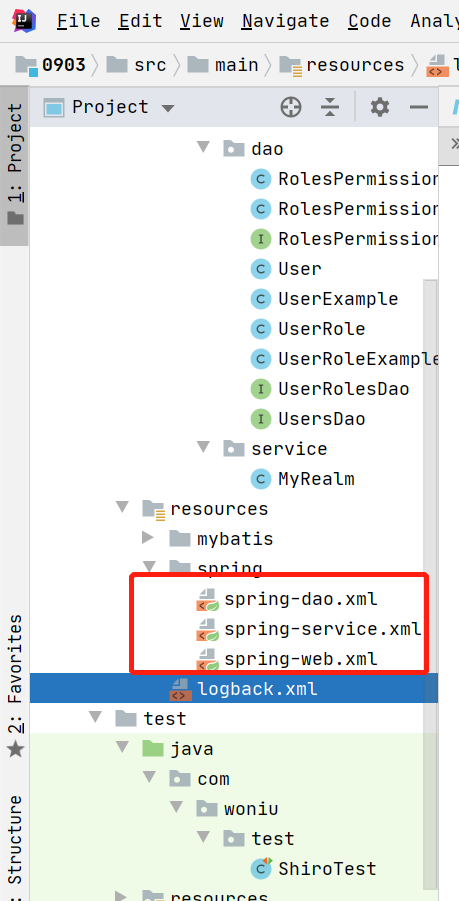 File Edit View Navigate Code Analy
0903 src main resources
Project
1: Project
dao
RolesPermission
RolesPermission
RolesPermission
User
UserExample
UserRole
UserRoleExample
UserRolesDao
UsersDao
service
MyRealm
resources
mybatis
spring
spring-dao.xml
spring-service.xml
spring-web.xml
logback.xml
test
java
com
woniu
test
ShiroTest
resources
2: Favorites
Structure